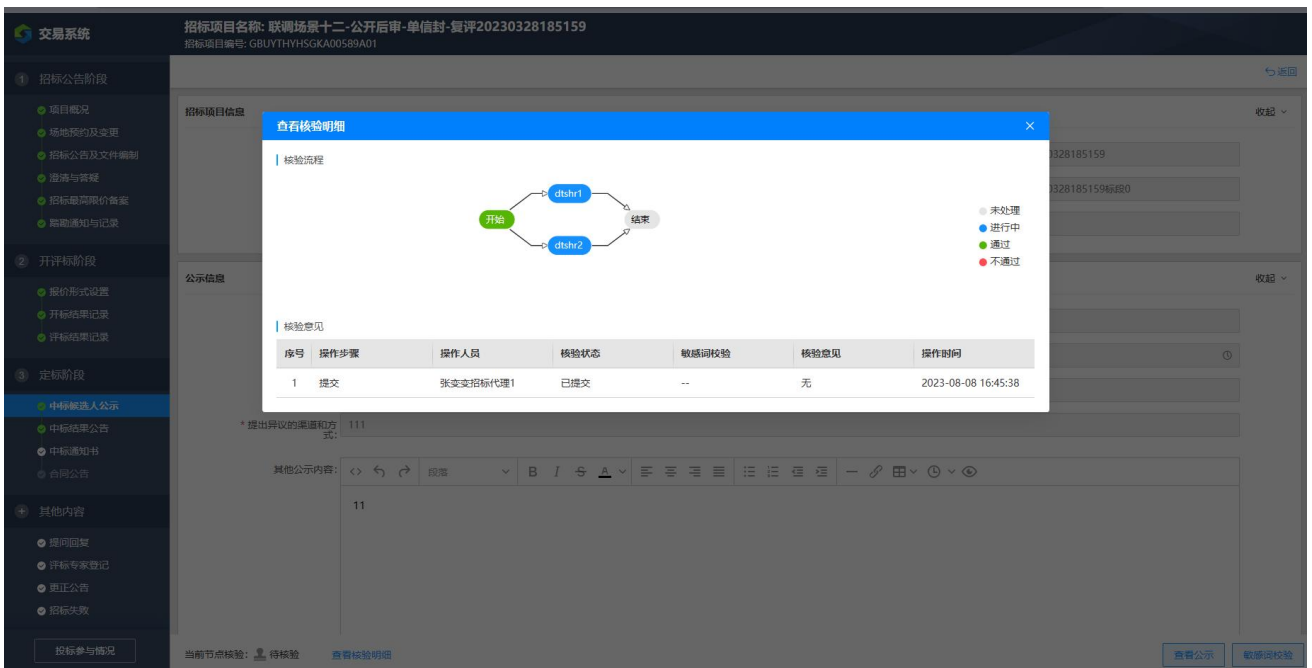 交易系统
招标项目名称: 联调场景十二-公开后审-单信封-复评20230328185159
招标项目编号: GBUYTHYHSGKA00589A01
1 招标公告阶段
返回
项目概况
场地预约及变更
招标公告及文件编制
澄清与答疑
招标最高限价备案
踏勘通知与记录
2 开评标阶段
报价形式设置
开标结果记录
评标结果记录
3 定标阶段
中标候选人公示
中标结果公告
中标通知书
合同公告
+ 其他内容
提问回复
评标专家登记
更正公告
招标失败
投标参与情况
招标项目信息
收起
0328185159
0328185159标段0
公示信息
收起
查看核验明细
×
核验流程
开始
dtshr1
dtshr2
结束
未处理
进行中
通过
不通过
核验意见
序号 操作步骤 操作人员 核验状态 敏感词校验 核验意见 操作时间
1 提交 张变变招标代理1 已提交 -- 无 2023-08-08 16:45:38
* 提出异议的渠道和方式: 111
其他公示内容:
段落
B I S A
11
当前节点核验: 待核验 查看核验明细
查看公示 敏感词校验